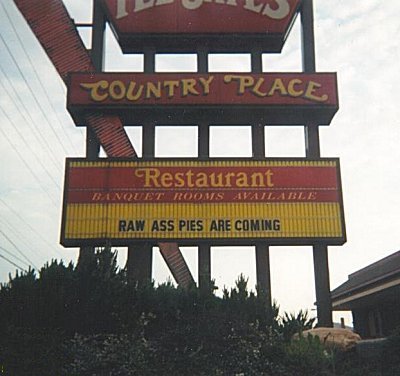 COUNTRY PLACE
Restaurant
BANQUET ROOMS AVAILABLE
RAW ASS PIES ARE COMING